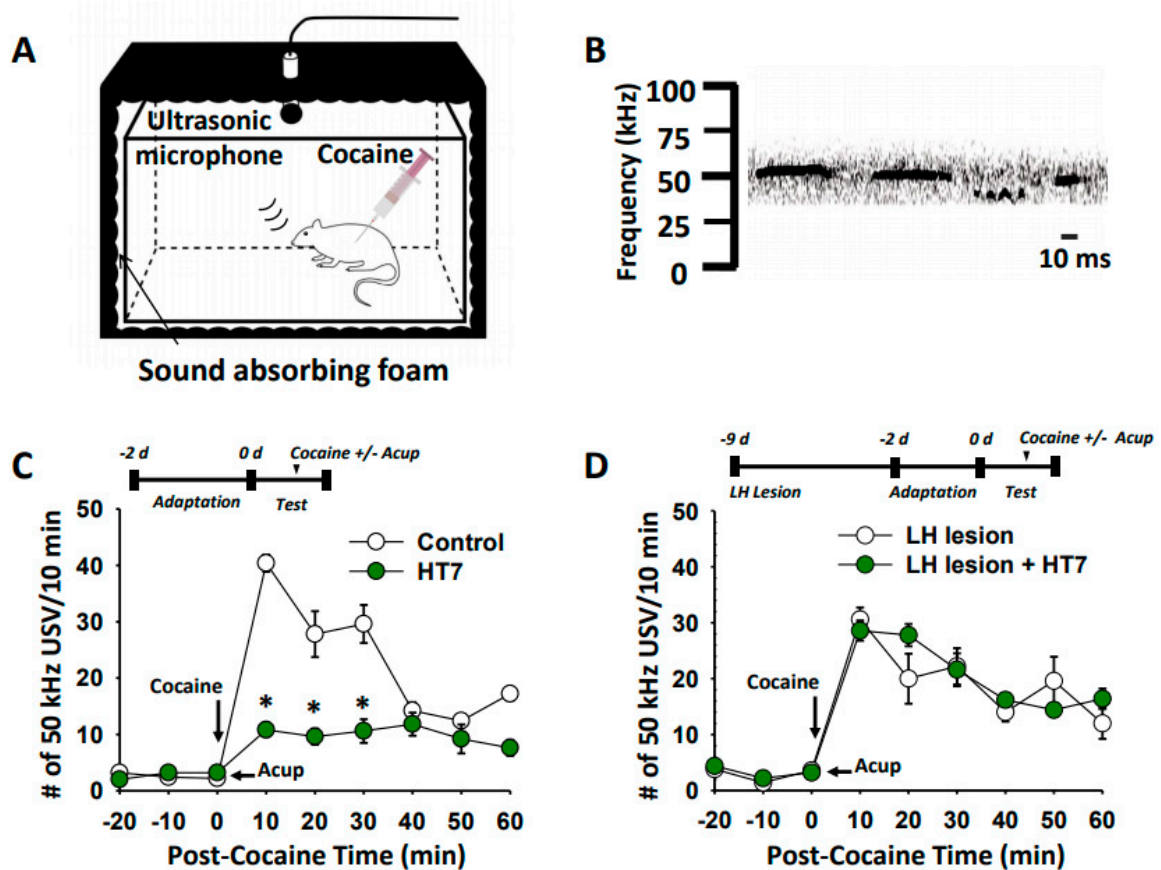 A
Ultrasonic
microphone
Cocaine
Sound absorbing foam
B
Frequency (kHz)
100
75
50
25
0
10 ms
C
-2 d
0 d
Cocaine +/- Acup
Adaptation
Test
# of 50 kHz USV/10 min
50
40
30
20
10
0
Control
HT7
Cocaine
* * *
Acup
-20 -10 0 10 20 30 40 50 60
Post-Cocaine Time (min)
D
-9 d
-2 d
0 d
Cocaine +/- Acup
LH Lesion
Adaptation
Test
# of 50 kHz USV/10 min
50
40
30
20
10
0
LH lesion
LH lesion + HT7
Cocaine
Acup
-20 -10 0 10 20 30 40 50 60
Post-Cocaine Time (min)